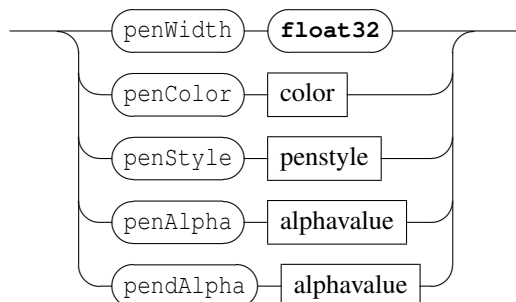 penWidth float32
penColor color
penStyle penstyle
penAlpha alphavalue
pendAlpha alphavalue